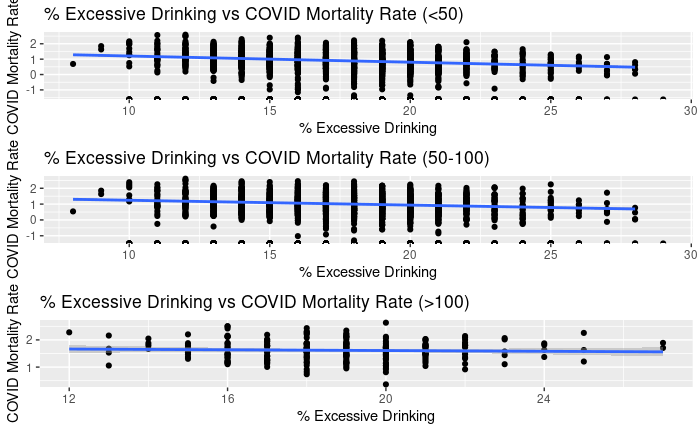 % Excessive Drinking vs COVID Mortality Rate (<50)
COVID Mortality Rate
2
1
0
-1
10
15
20
25
30
% Excessive Drinking
% Excessive Drinking vs COVID Mortality Rate (50-100)
COVID Mortality Rate
2
1
0
-1
10
15
20
25
30
% Excessive Drinking
% Excessive Drinking vs COVID Mortality Rate (>100)
COVID Mortality Rate
2
1
12
16
20
24
% Excessive Drinking